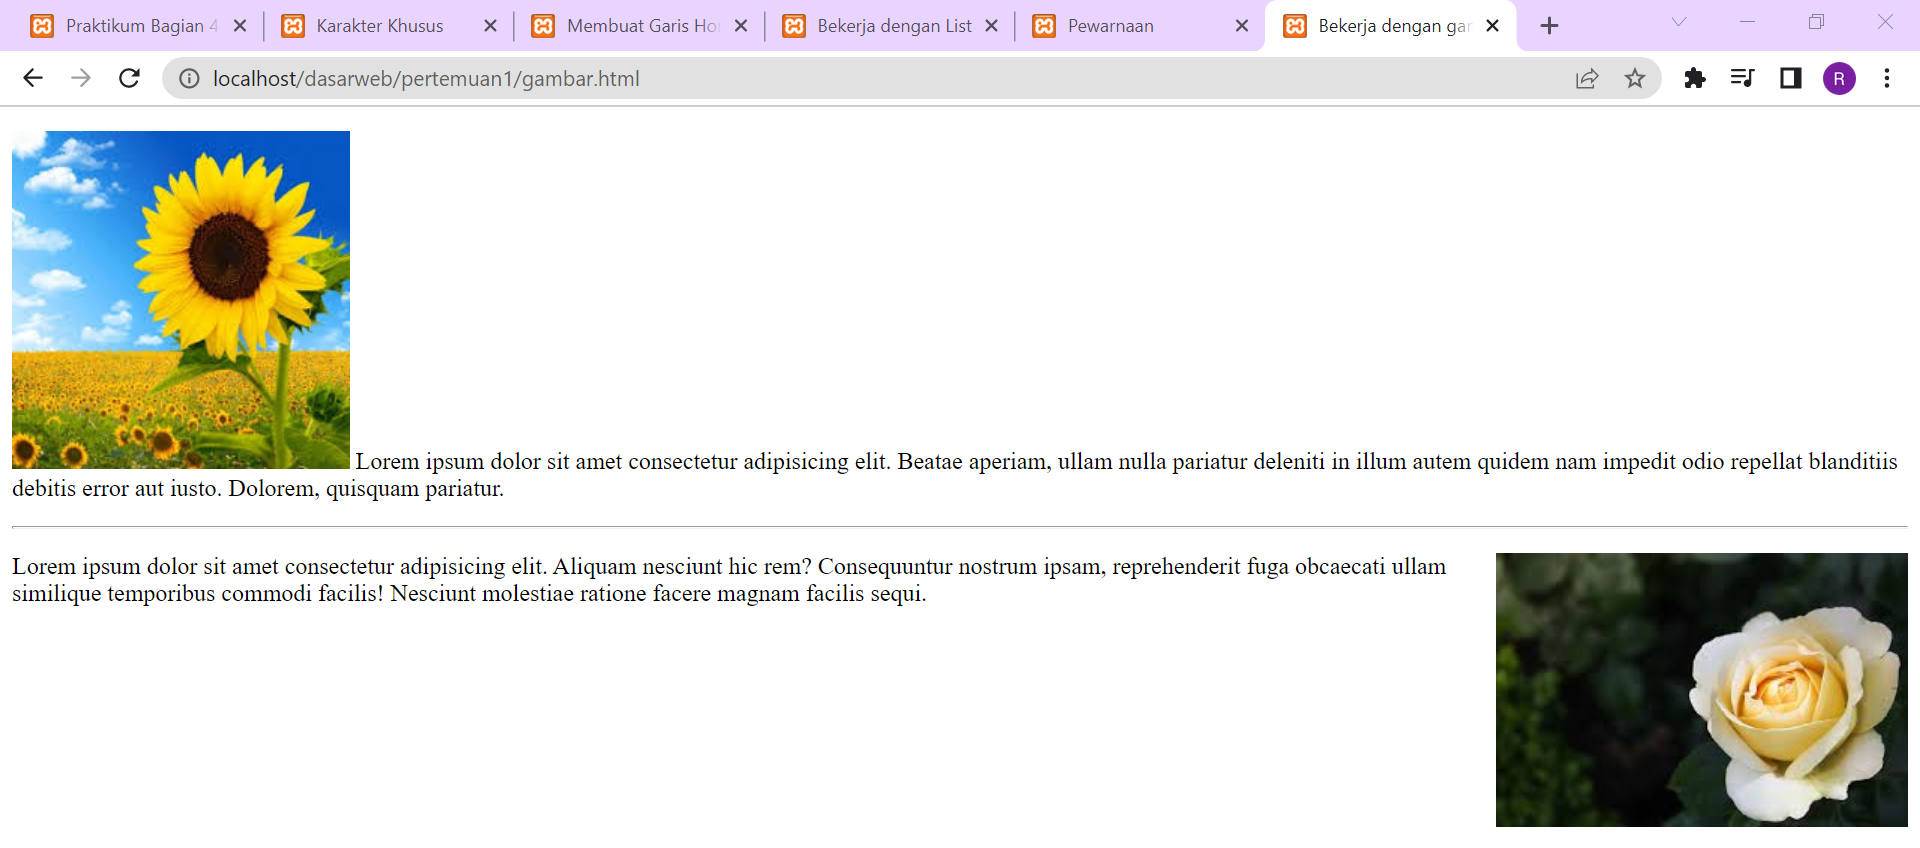 Praktikum Bagian 4
Karakter Khusus
Membuat Garis Ho
Bekerja dengan List
Pewarnaan
Bekerja dengan ga
localhost/dasarweb/pertemuan1/gambar.html
R
Lorem ipsum dolor sit amet consectetur adipisicing elit. Beatae aperiam, ullam nulla pariatur deleniti in illum autem quidem nam impedit odio repellat blanditiis
debitis error aut iusto. Dolorem, quisquam pariatur.
Lorem ipsum dolor sit amet consectetur adipisicing elit. Aliquam nesciunt hic rem? Consequuntur nostrum ipsam, reprehenderit fuga obcaecati ullam
similique temporibus commodi facilis! Nesciunt molestiae ratione facere magnam facilis sequi.